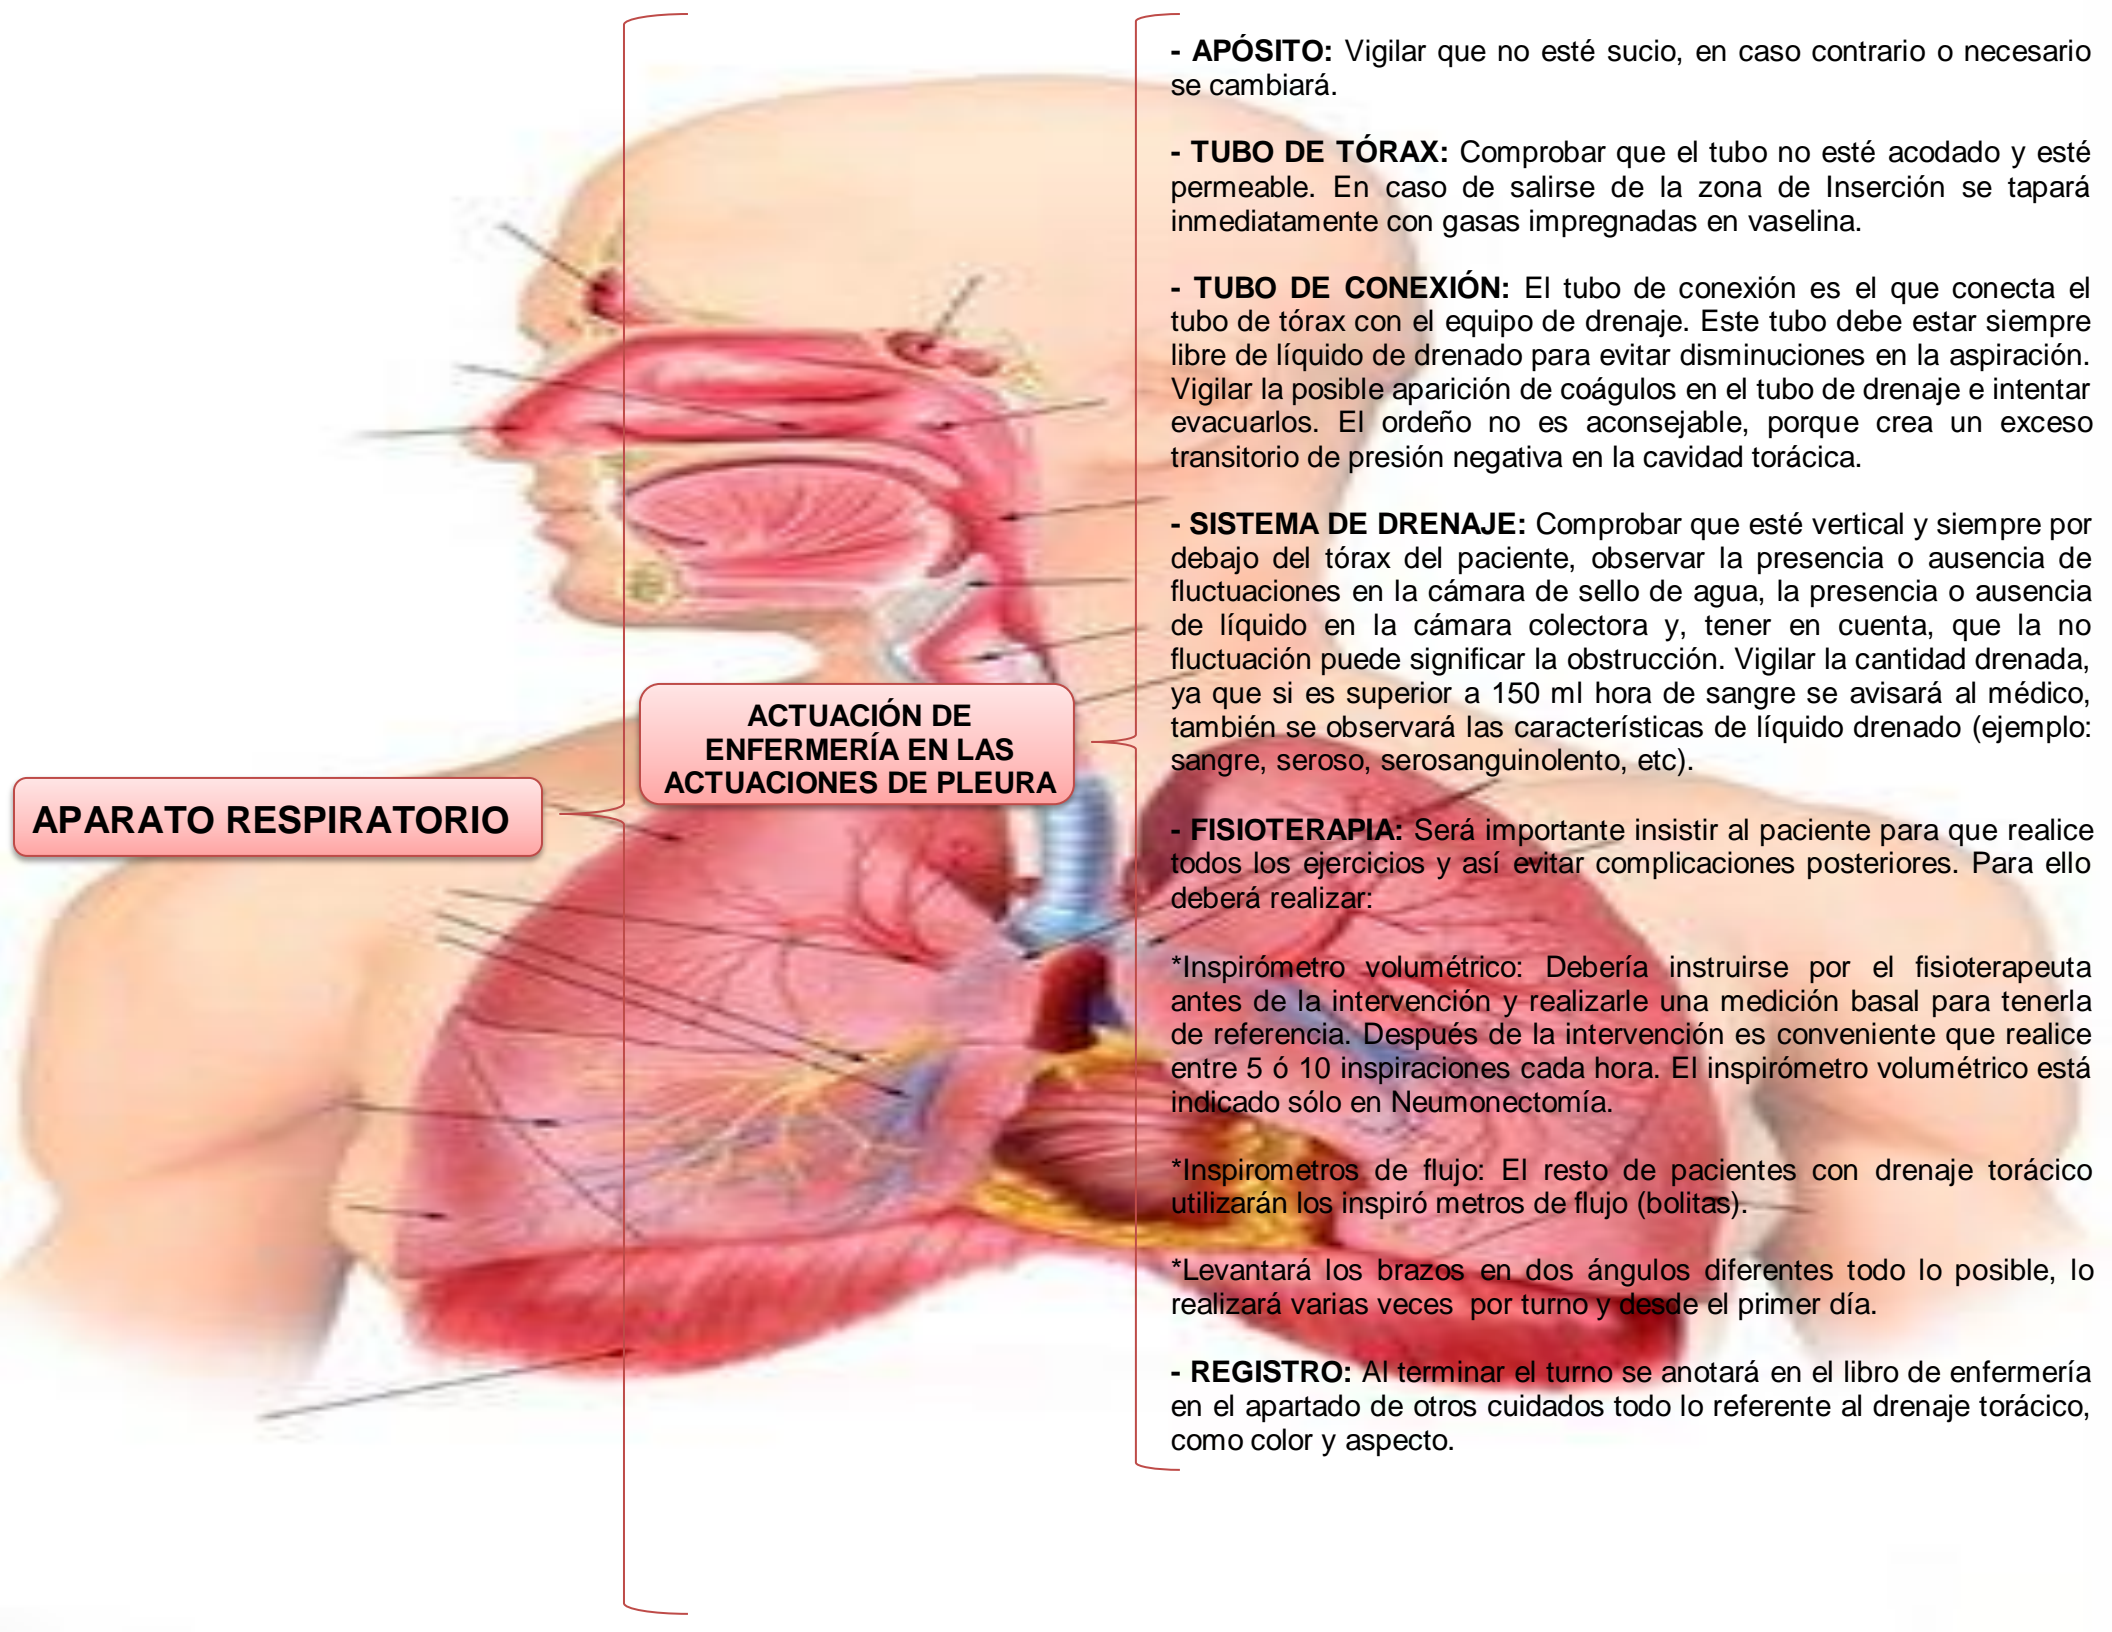 APARATO RESPIRATORIO
ACTUACIÓN DE
ENFERMERÍA EN LAS
ACTUACIONES DE PLEURA
- APÓSITO: Vigilar que no esté sucio, en caso contrario o necesario
se cambiará.
- TUBO DE TÓRAX: Comprobar que el tubo no esté acodado y esté
permeable. En caso de salirse de la zona de Inserción se tapará
inmediatamente con gasas impregnadas en vaselina.
- TUBO DE CONEXIÓN: El tubo de conexión es el que conecta el
tubo de tórax con el equipo de drenaje. Este tubo debe estar siempre
libre de líquido de drenado para evitar disminuciones en la aspiración.
Vigilar la posible aparición de coágulos en el tubo de drenaje e intentar
evacuarlos. El ordeño no es aconsejable, porque crea un exceso
transitorio de presión negativa en la cavidad torácica.
- SISTEMA DE DRENAJE: Comprobar que esté vertical y siempre por
debajo del tórax del paciente, observar la presencia o ausencia de
fluctuaciones en la cámara de sello de agua, la presencia o ausencia
de líquido en la cámara colectora y, tener en cuenta, que la no
fluctuación puede significar la obstrucción. Vigilar la cantidad drenada,
ya que si es superior a 150 ml hora de sangre se avisará al médico,
también se observará las características de líquido drenado (ejemplo:
sangre, seroso, serosanguinolento, etc).
- FISIOTERAPIA: Será importante insistir al paciente para que realice
todos los ejercicios y así evitar complicaciones posteriores. Para ello
deberá realizar:
*Inspirómetro volumétrico: Debería instruirse por el fisioterapeuta
antes de la intervención y realizarle una medición basal para tenerla
de referencia. Después de la intervención es conveniente que realice
entre 5 ó 10 inspiraciones cada hora. El inspirómetro volumétrico está
indicado sólo en Neumonectomía.
*Inspirometros de flujo: El resto de pacientes con drenaje torácico
utilizarán los inspiró metros de flujo (bolitas).
*Levantará los brazos en dos ángulos diferentes todo lo posible, lo
realizará varias veces  por turno y desde el primer día.
- REGISTRO: Al terminar el turno se anotará en el libro de enfermería
en el apartado de otros cuidados todo lo referente al drenaje torácico,
como color y aspecto.